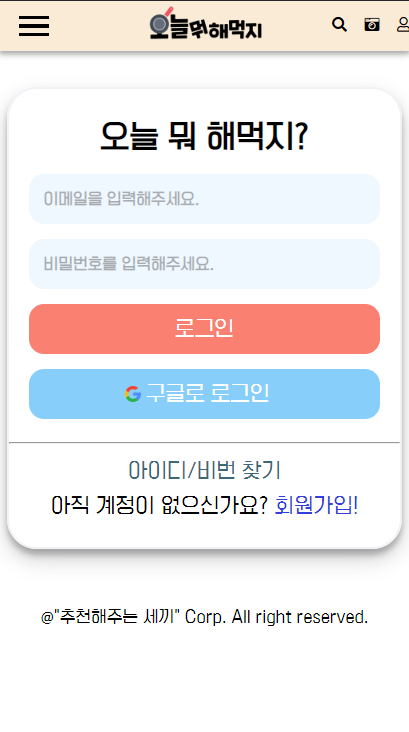 오늘뭐해먹지
오늘 뭐 해먹지?
이메일을 입력해주세요.
비밀번호를 입력해주세요.
로그인
구글로 로그인
아이디/비번 찾기
아직 계정이 없으신가요? 회원가입!
@"추천해주는 세끼" Corp. All right reserved.